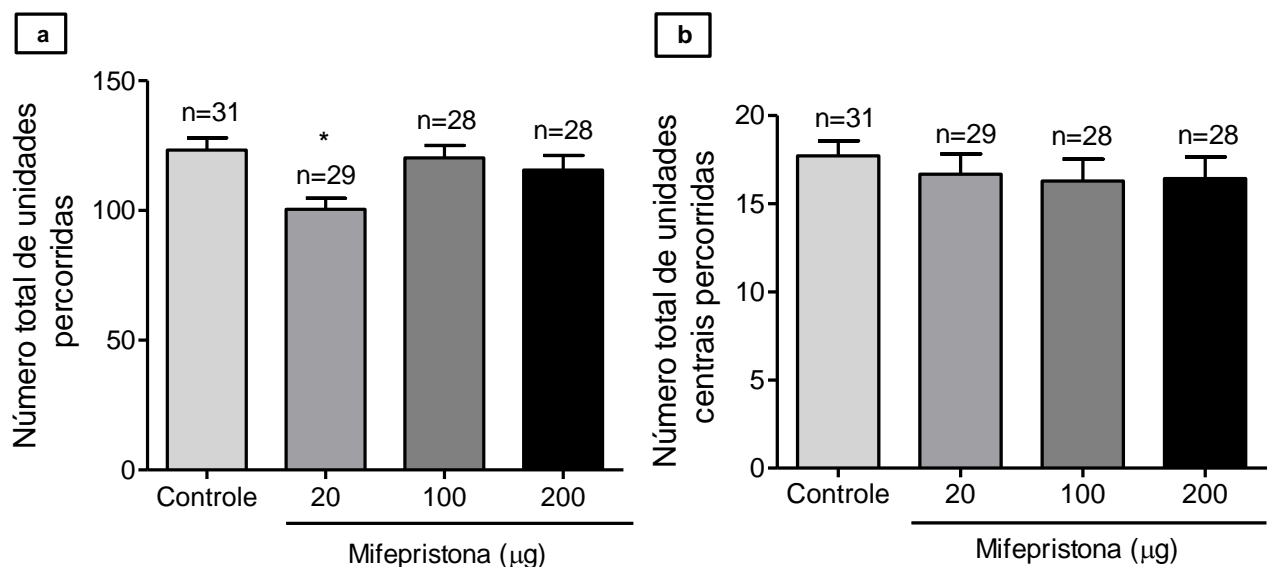 a
Número total de unidades
percorridas
150
100
50
0
n=31
*
n=29
n=28
n=28
Controle
20
100
200
Mifepristona (μg)
b
Número total de unidades
centrais percorridas
20
15
10
5
0
n=31
n=29
n=28
n=28
Controle
20
100
200
Mifepristona (μg)